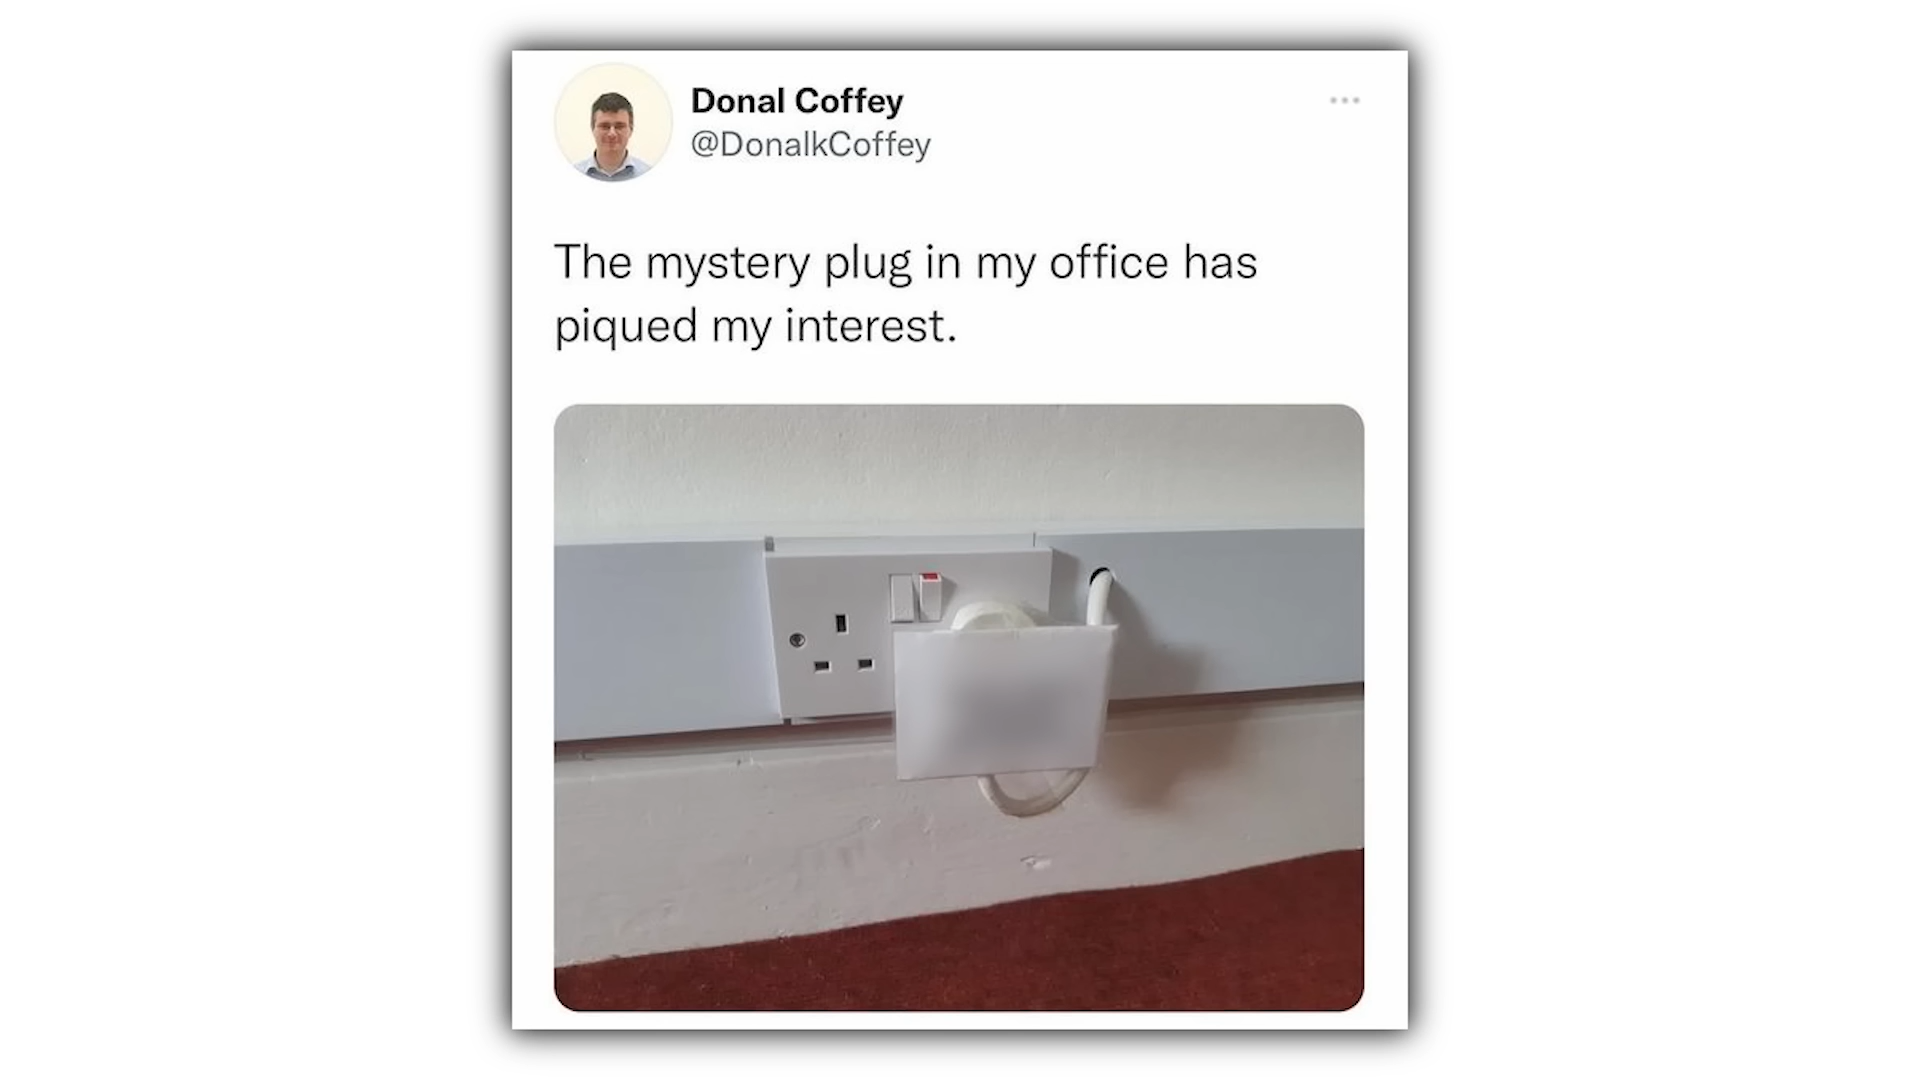 Donal Coffey
@DonalkCoffey
The mystery plug in my office has
piqued my interest.